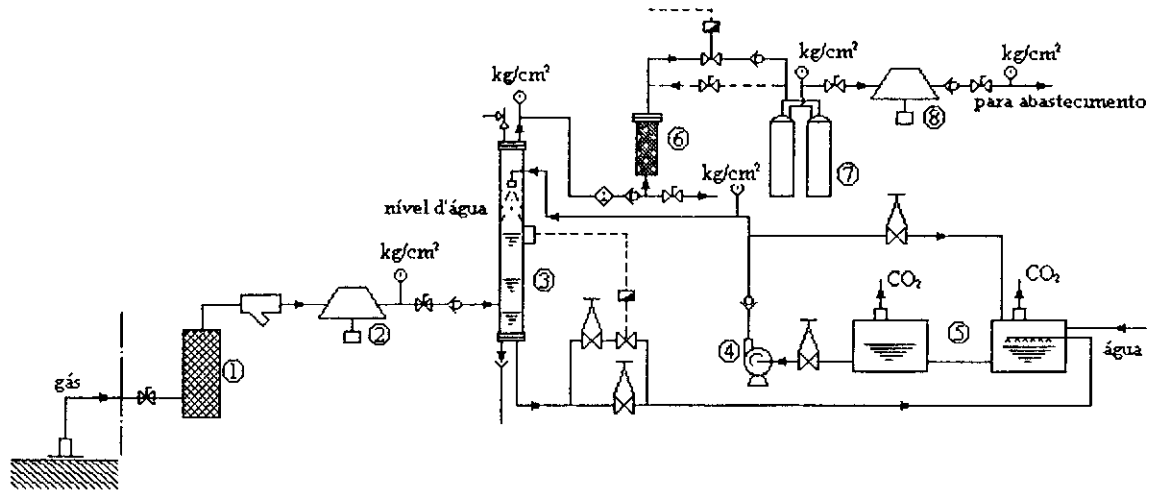 kg/cm²
kg/cm²
kg/cm²
para abastecimento
⑧
⑥
⑦
kg/cm²
nível d'água
kg/cm²
③
CO₂
CO₂
②
④
⑤
água
gás
①